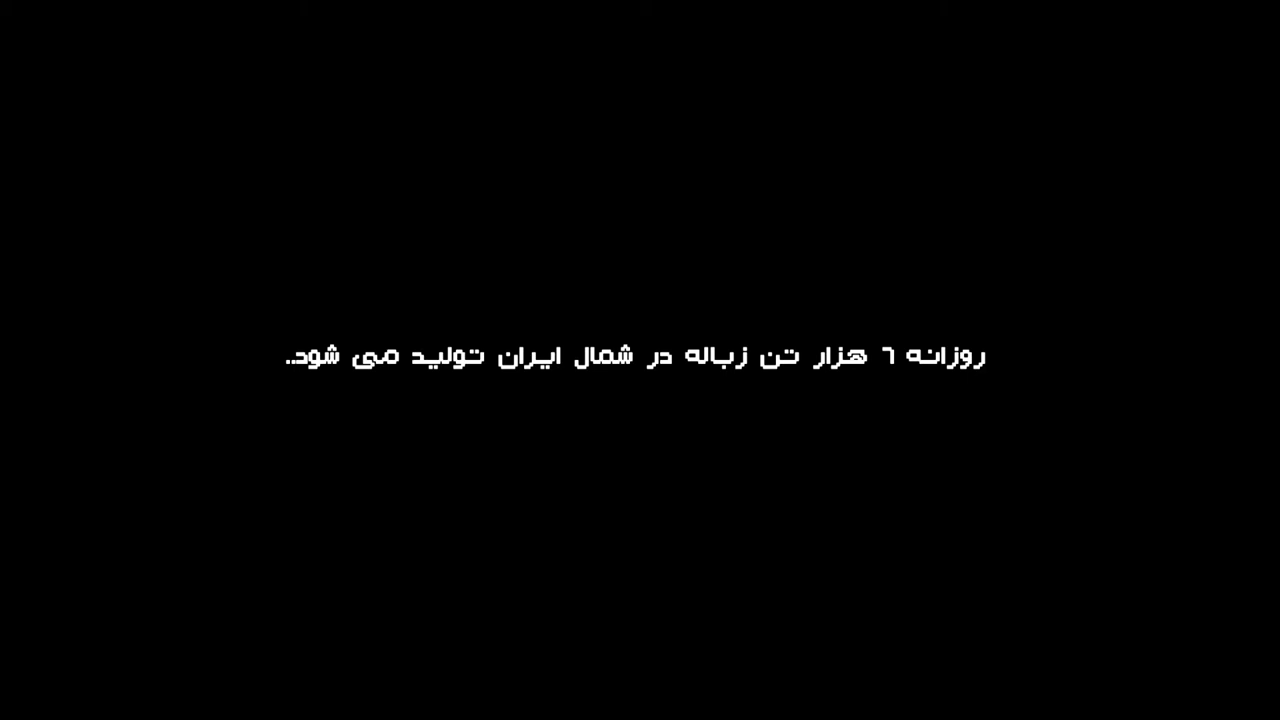 روزانه ٦ هزار تن زباله در شمال ایران تولید می شود..